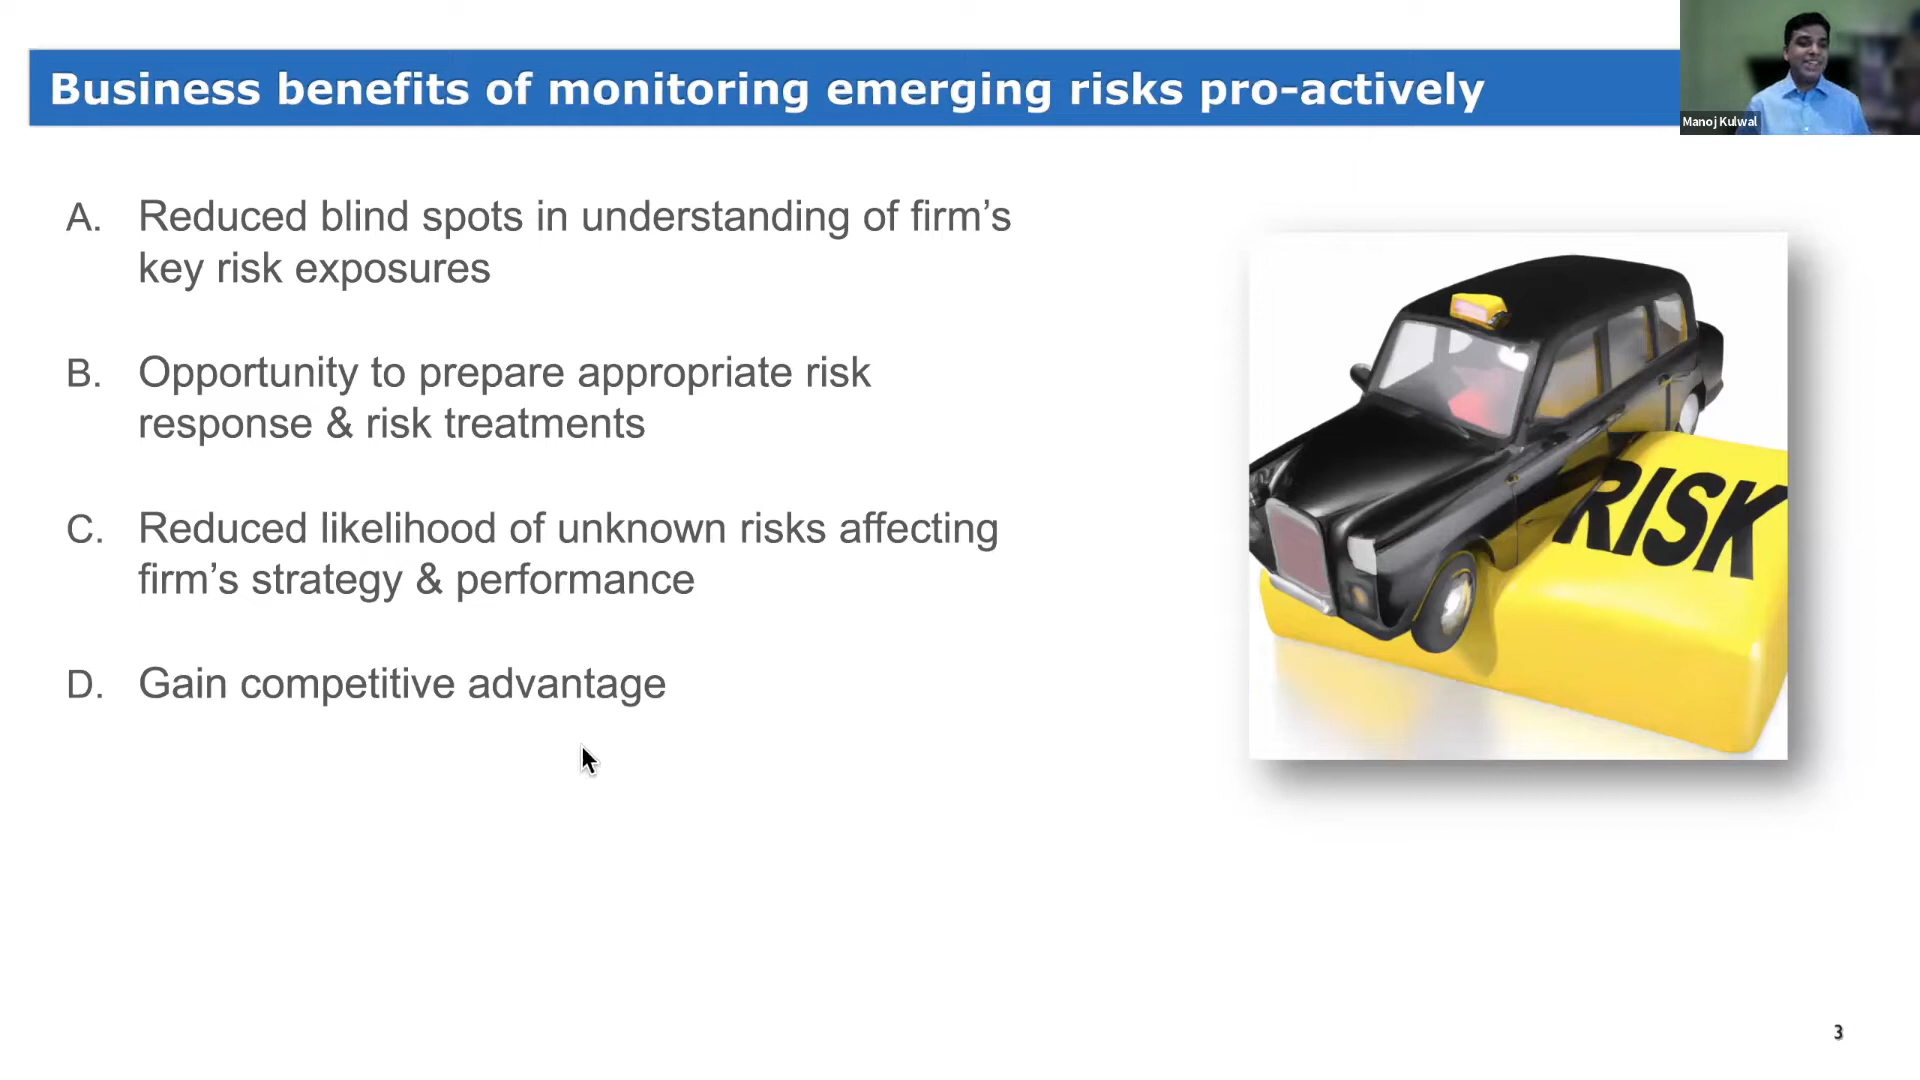 Business benefits of monitoring emerging risks pro-actively
Manoj Kulwal
A. Reduced blind spots in understanding of firm’s
key risk exposures
B. Opportunity to prepare appropriate risk
response & risk treatments
C. Reduced likelihood of unknown risks affecting
firm’s strategy & performance
D. Gain competitive advantage
RISK
3